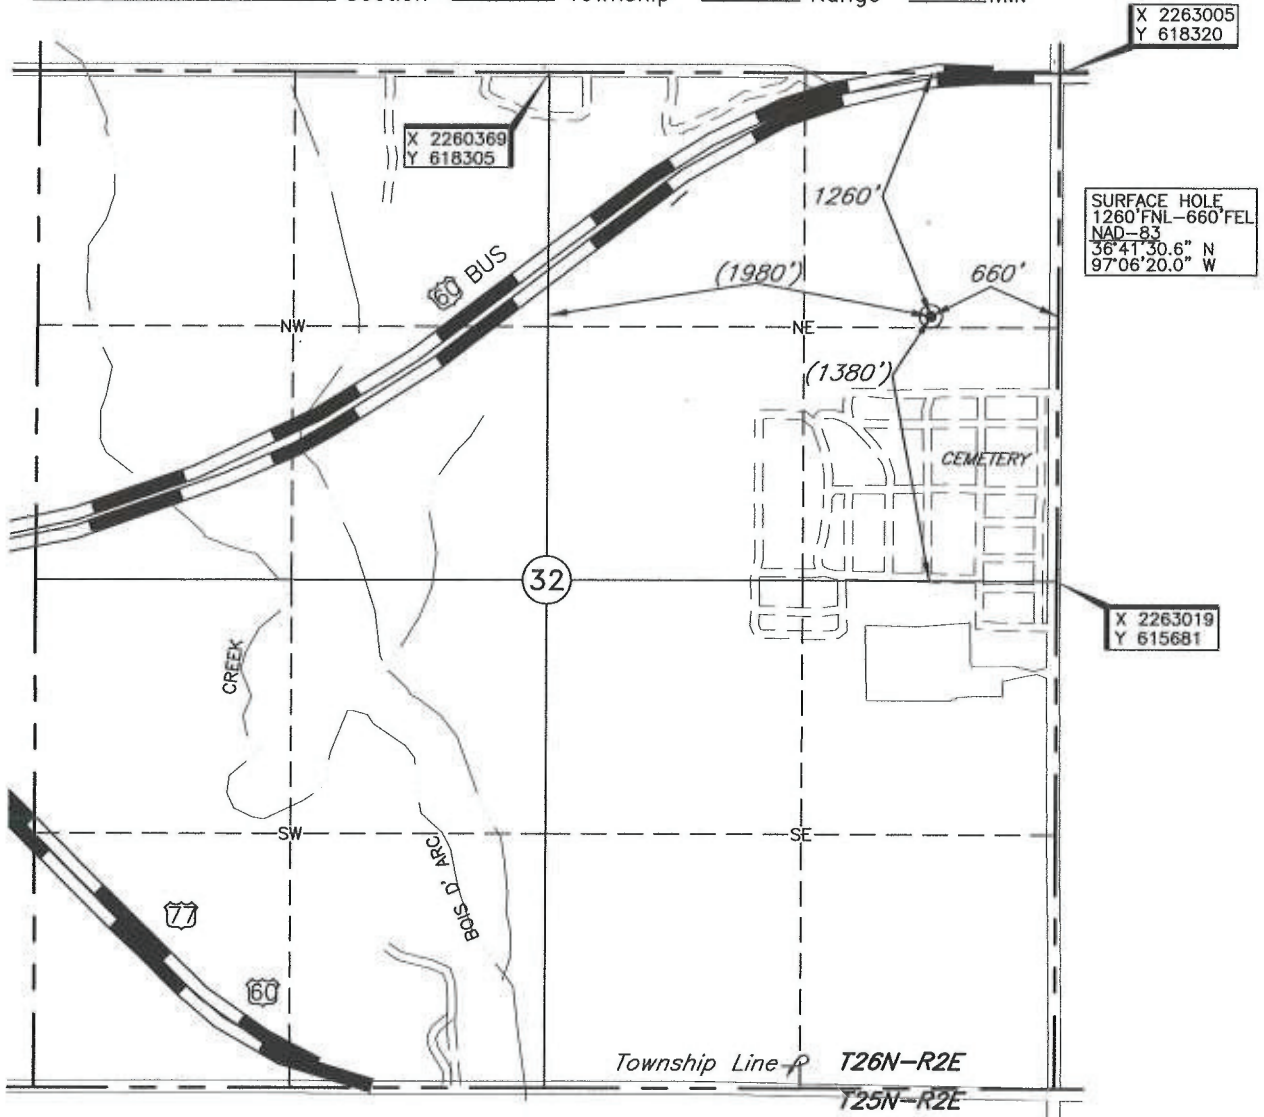 Section Township Range I.M.
X 2263005
Y 618320
X 2260369
Y 618305
SURFACE HOLE
1260'FNL-660'FEL
NAD-83
36°41'30.6" N
97°06'20.0" W
1260'
60 BUS
(1980')
660'
NW
NE
(1380')
CEMETERY
32
X 2263019
Y 615681
CREEK
SW
SE
BOIS D' ARC
77
60
Township Line
T26N-R2E
T25N-R2E